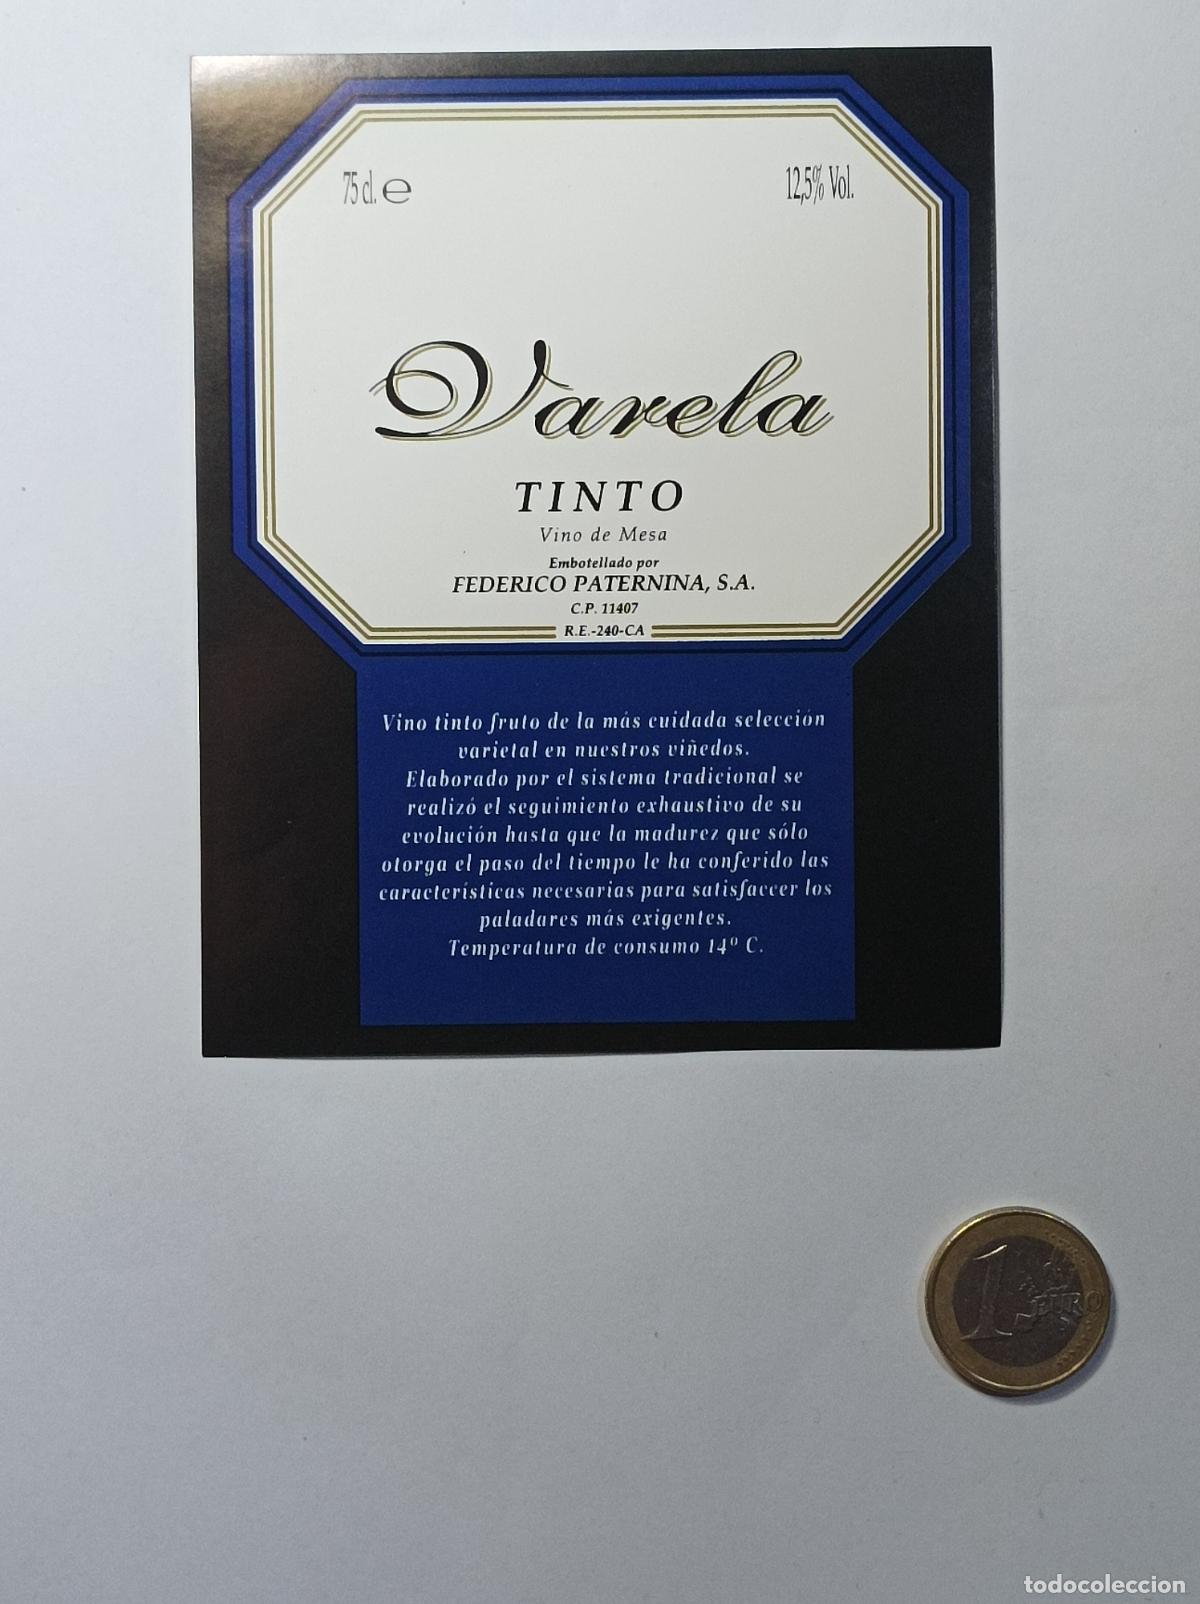 75 cl. ℮ 12,5% Vol.
Varela
TINTO
Vino de Mesa
Embotellado por
FEDERICO PATERNINA, S.A.
C.P. 11407
R.E.-240-CA
Vino tinto fruto de la más cuidada selección
varietal en nuestros viñedos.
Elaborado por el sistema tradicional se
realizó el seguimiento exhaustivo de su
evolución hasta que la madurez que sólo
otorga el paso del tiempo le ha conferido las
características necesarias para satisfaccer los
paladares más exigentes.
Temperatura de consumo 14º C.
1 EURO
todocoleccion